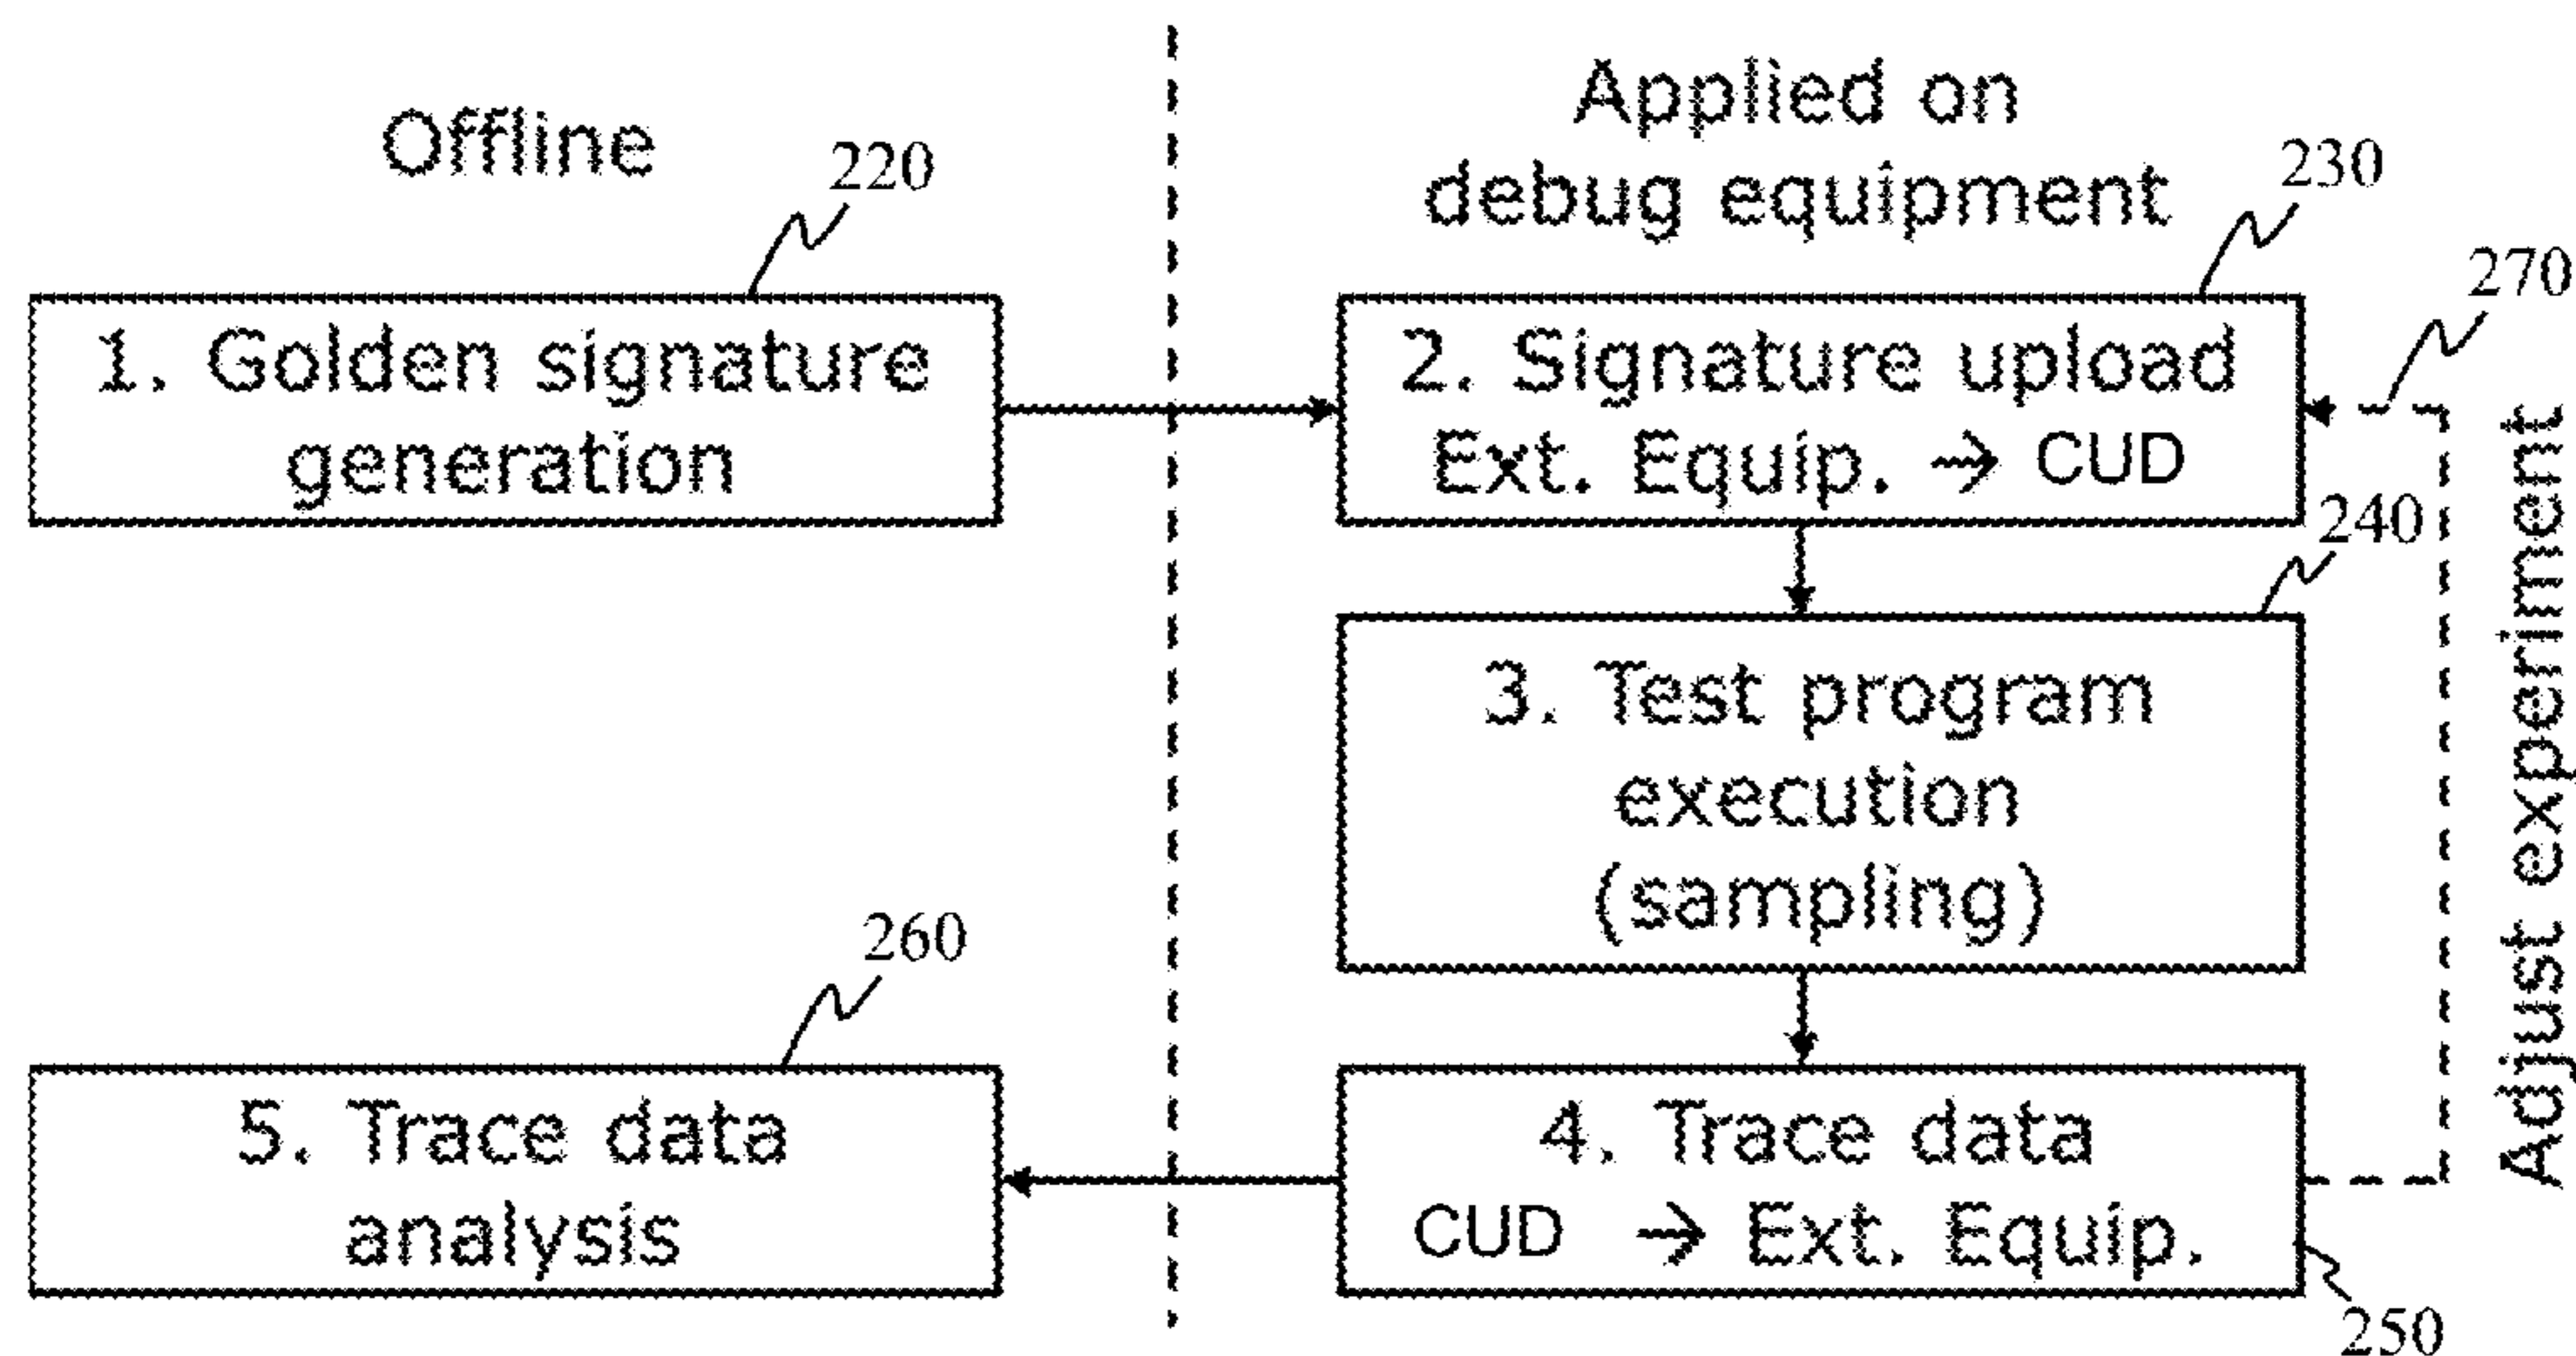 Offline
220
1. Golden signature
generation
Applied on
debug equipment
230
2. Signature upload
Ext. Equip. → CUD
270
240
3. Test program
execution
(sampling)
Adjust experiment
4. Trace data
CUD → Ext. Equip.
250
260
5. Trace data
analysis